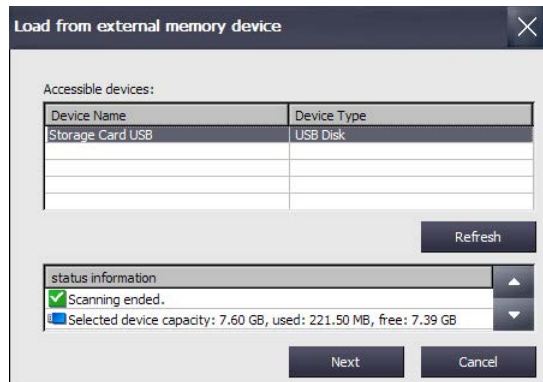 Load from external memory device
Accessible devices:
Device Name Device Type
Storage Card USB USB Disk
Refresh
status information
Scanning ended.
Selected device capacity: 7.60 GB, used: 221.50 MB, free: 7.39 GB
Next Cancel